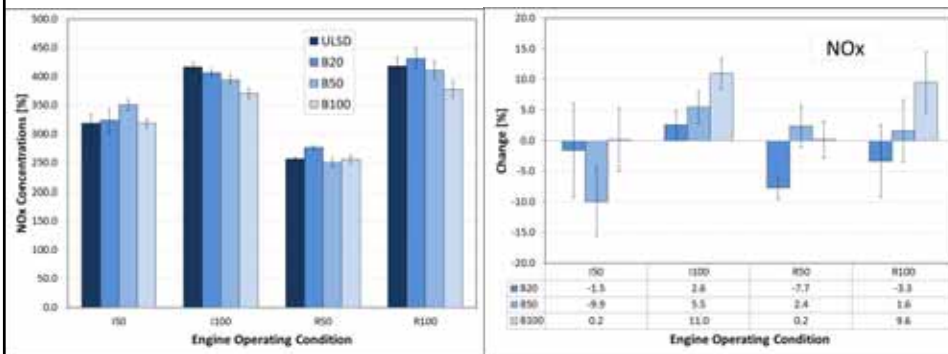 500.0
450.0
400.0
350.0
300.0
250.0
200.0
150.0
100.0
50.0
0.0
NOx Concentrations [%]
ULSD
B20
B50
B100
I50
I100
R50
R100
Engine Operating Condition
NOx
20.0
15.0
10.0
5.0
0.0
-5.0
-10.0
-15.0
-20.0
Change [%]
I50 I100 R50 R100
B20 -1.5 2.6 -7.7 -3.3
B50 -9.9 5.5 2.4 1.6
B100 0.2 11.0 0.2 9.6
Engine Operating Condition